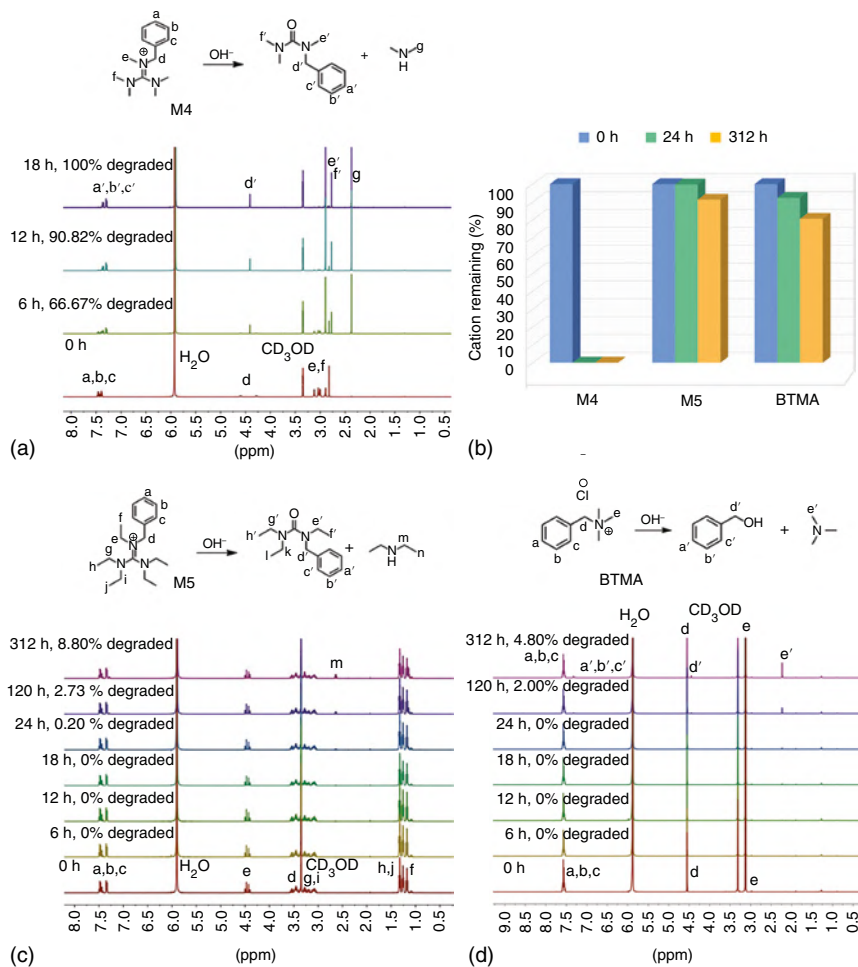 a
b
c
e
N
⊕
d
f
N
N
M4
OH⁻
f′
O
e′
N
N
d′
c′
b′
a′
+
N
H
g
18 h, 100% degraded
a′,b′,c′
d′
e′
f′
g
12 h, 90.82% degraded
6 h, 66.67% degraded
0 h
H₂O
CD₃OD
a,b,c
d
e,f
8.0 7.5 7.0 6.5 6.0 5.5 5.0 4.5 4.0 3.5 3.0 2.5 2.0 1.5 1.0 0.5
(ppm)
(a)
0 h 24 h 312 h
Cation remaining (%)
100
90
80
70
60
50
40
30
20
10
0
M4 M5 BTMA
(b)
a
b
c
f
e
N
⊕
d
g
h
N
N
i
j
M5
OH⁻
g′
h′
O
e′
f′
N
N
l
k
d′
c′
a′
b′
+
m
N
H
n
312 h, 8.80% degraded
m
120 h, 2.73 % degraded
24 h, 0.20 % degraded
18 h, 0% degraded
12 h, 0% degraded
6 h, 0% degraded
0 h
a,b,c
H₂O
e
d
CD₃OD
g,i
h,j
f
8.0 7.5 7.0 6.5 6.0 5.5 5.0 4.5 4.0 3.5 3.0 2.5 2.0 1.5 1.0 0.5
(ppm)
(c)
Cl
⊖
d
N
⊕
e
a
b
c
BTMA
OH⁻
d′
OH
a′
b′
c′
+
e′
N
H₂O
CD₃OD
d
e
312 h, 4.80% degraded
a,b,c
a′,b′,c′
d′
e′
120 h, 2.00% degraded
24 h, 0% degraded
18 h, 0% degraded
12 h, 0% degraded
6 h, 0% degraded
0 h
a,b,c
d
e
9.0 8.5 8.0 7.5 7.0 6.5 6.0 5.5 5.0 4.5 4.0 3.5 3.0 2.5 2.0 1.5 1.0 0.5
(ppm)
(d)